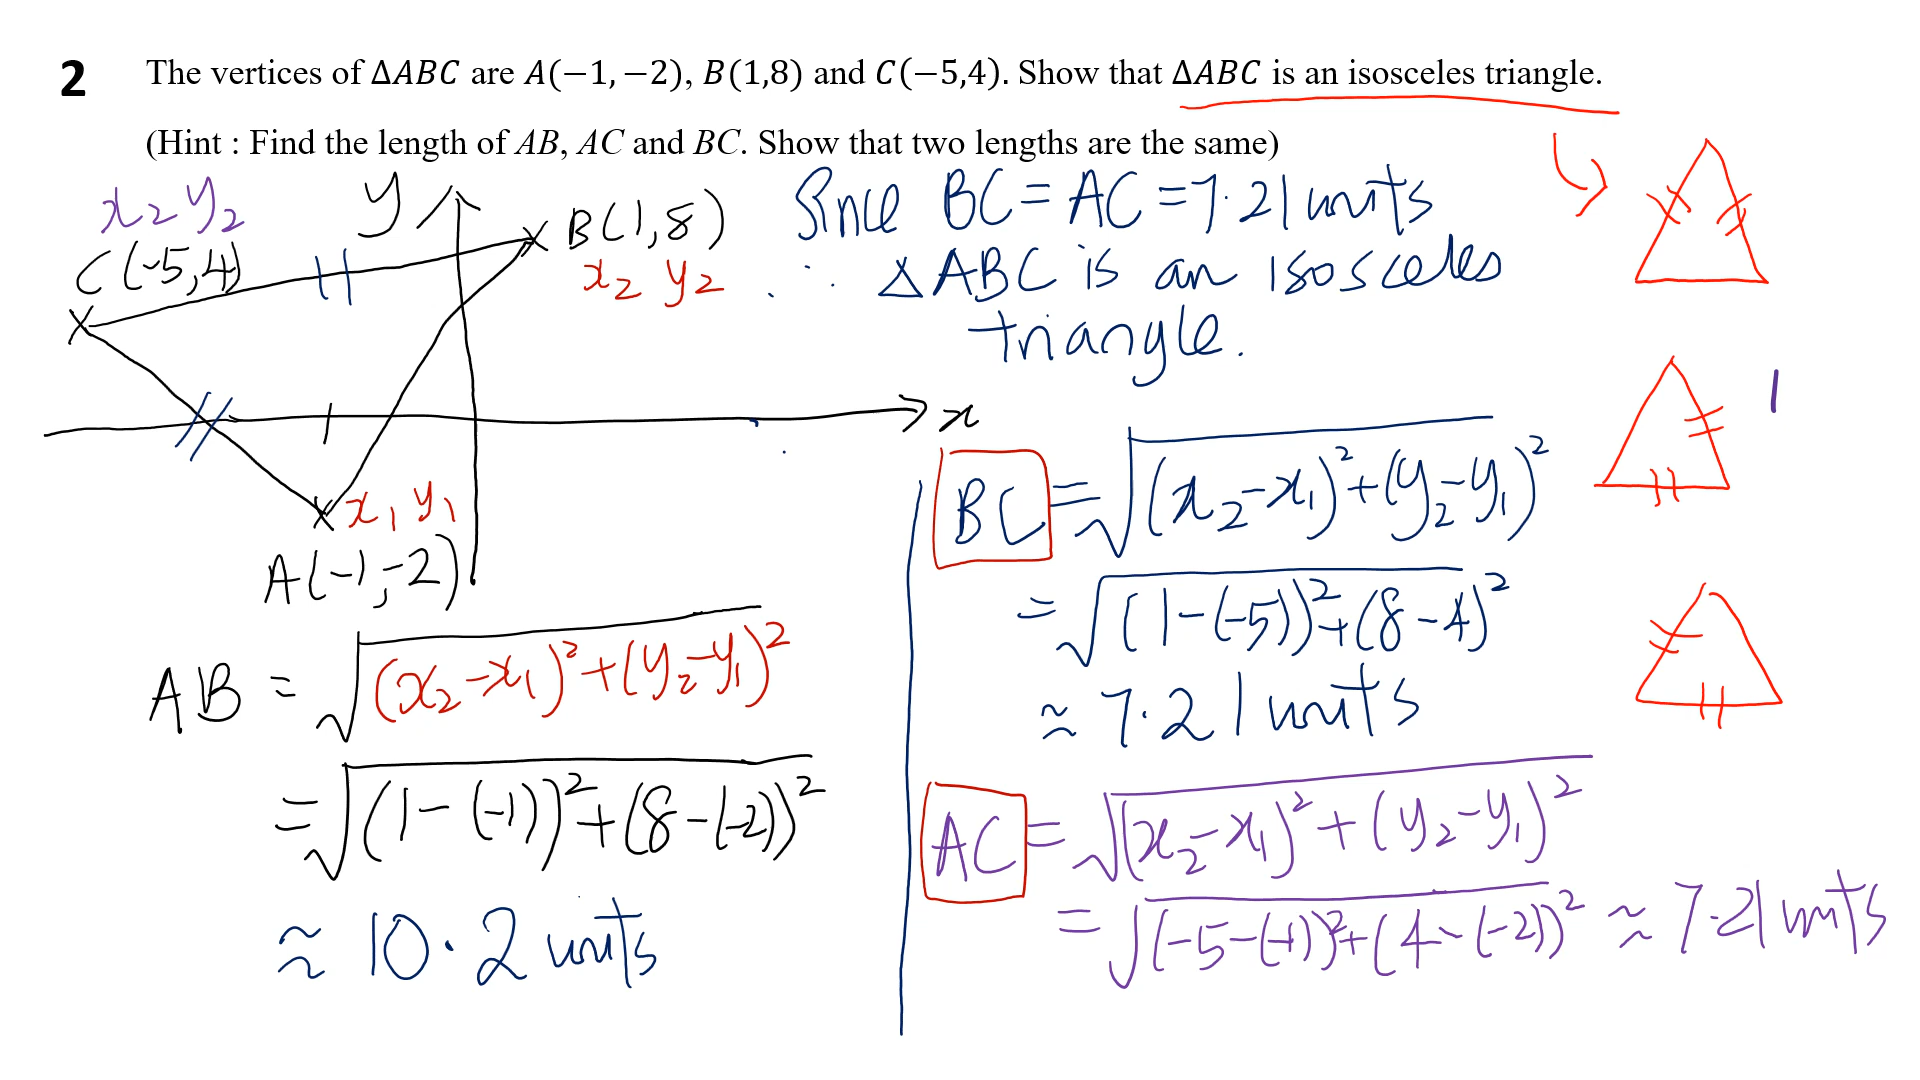 2 The vertices of ΔABC are A(−1,−2), B(1,8) and C(−5,4). Show that ΔABC is an isosceles triangle.
(Hint : Find the length of AB, AC and BC. Show that two lengths are the same)
x₂ y₂
C(-5,4)
y
B(1,8)
x₂ y₂
x
x₁ y₁
A(-1,-2)
Since BC = AC = 7.21 units
∴ △ABC is an isosceles
triangle.
AB = √((x₂-x₁)²+(y₂-y₁)²)
= √((1-(-1))²+(8-(-2))²)
≈ 10.2 units
BC = √((x₂-x₁)²+(y₂-y₁)²)
= √((1-(-5))²+(8-4)²)
≈ 7.21 units
AC = √((x₂-x₁)²+(y₂-y₁)²)
= √((-5-(-1))²+(4-(-2))²) ≈ 7.21 units